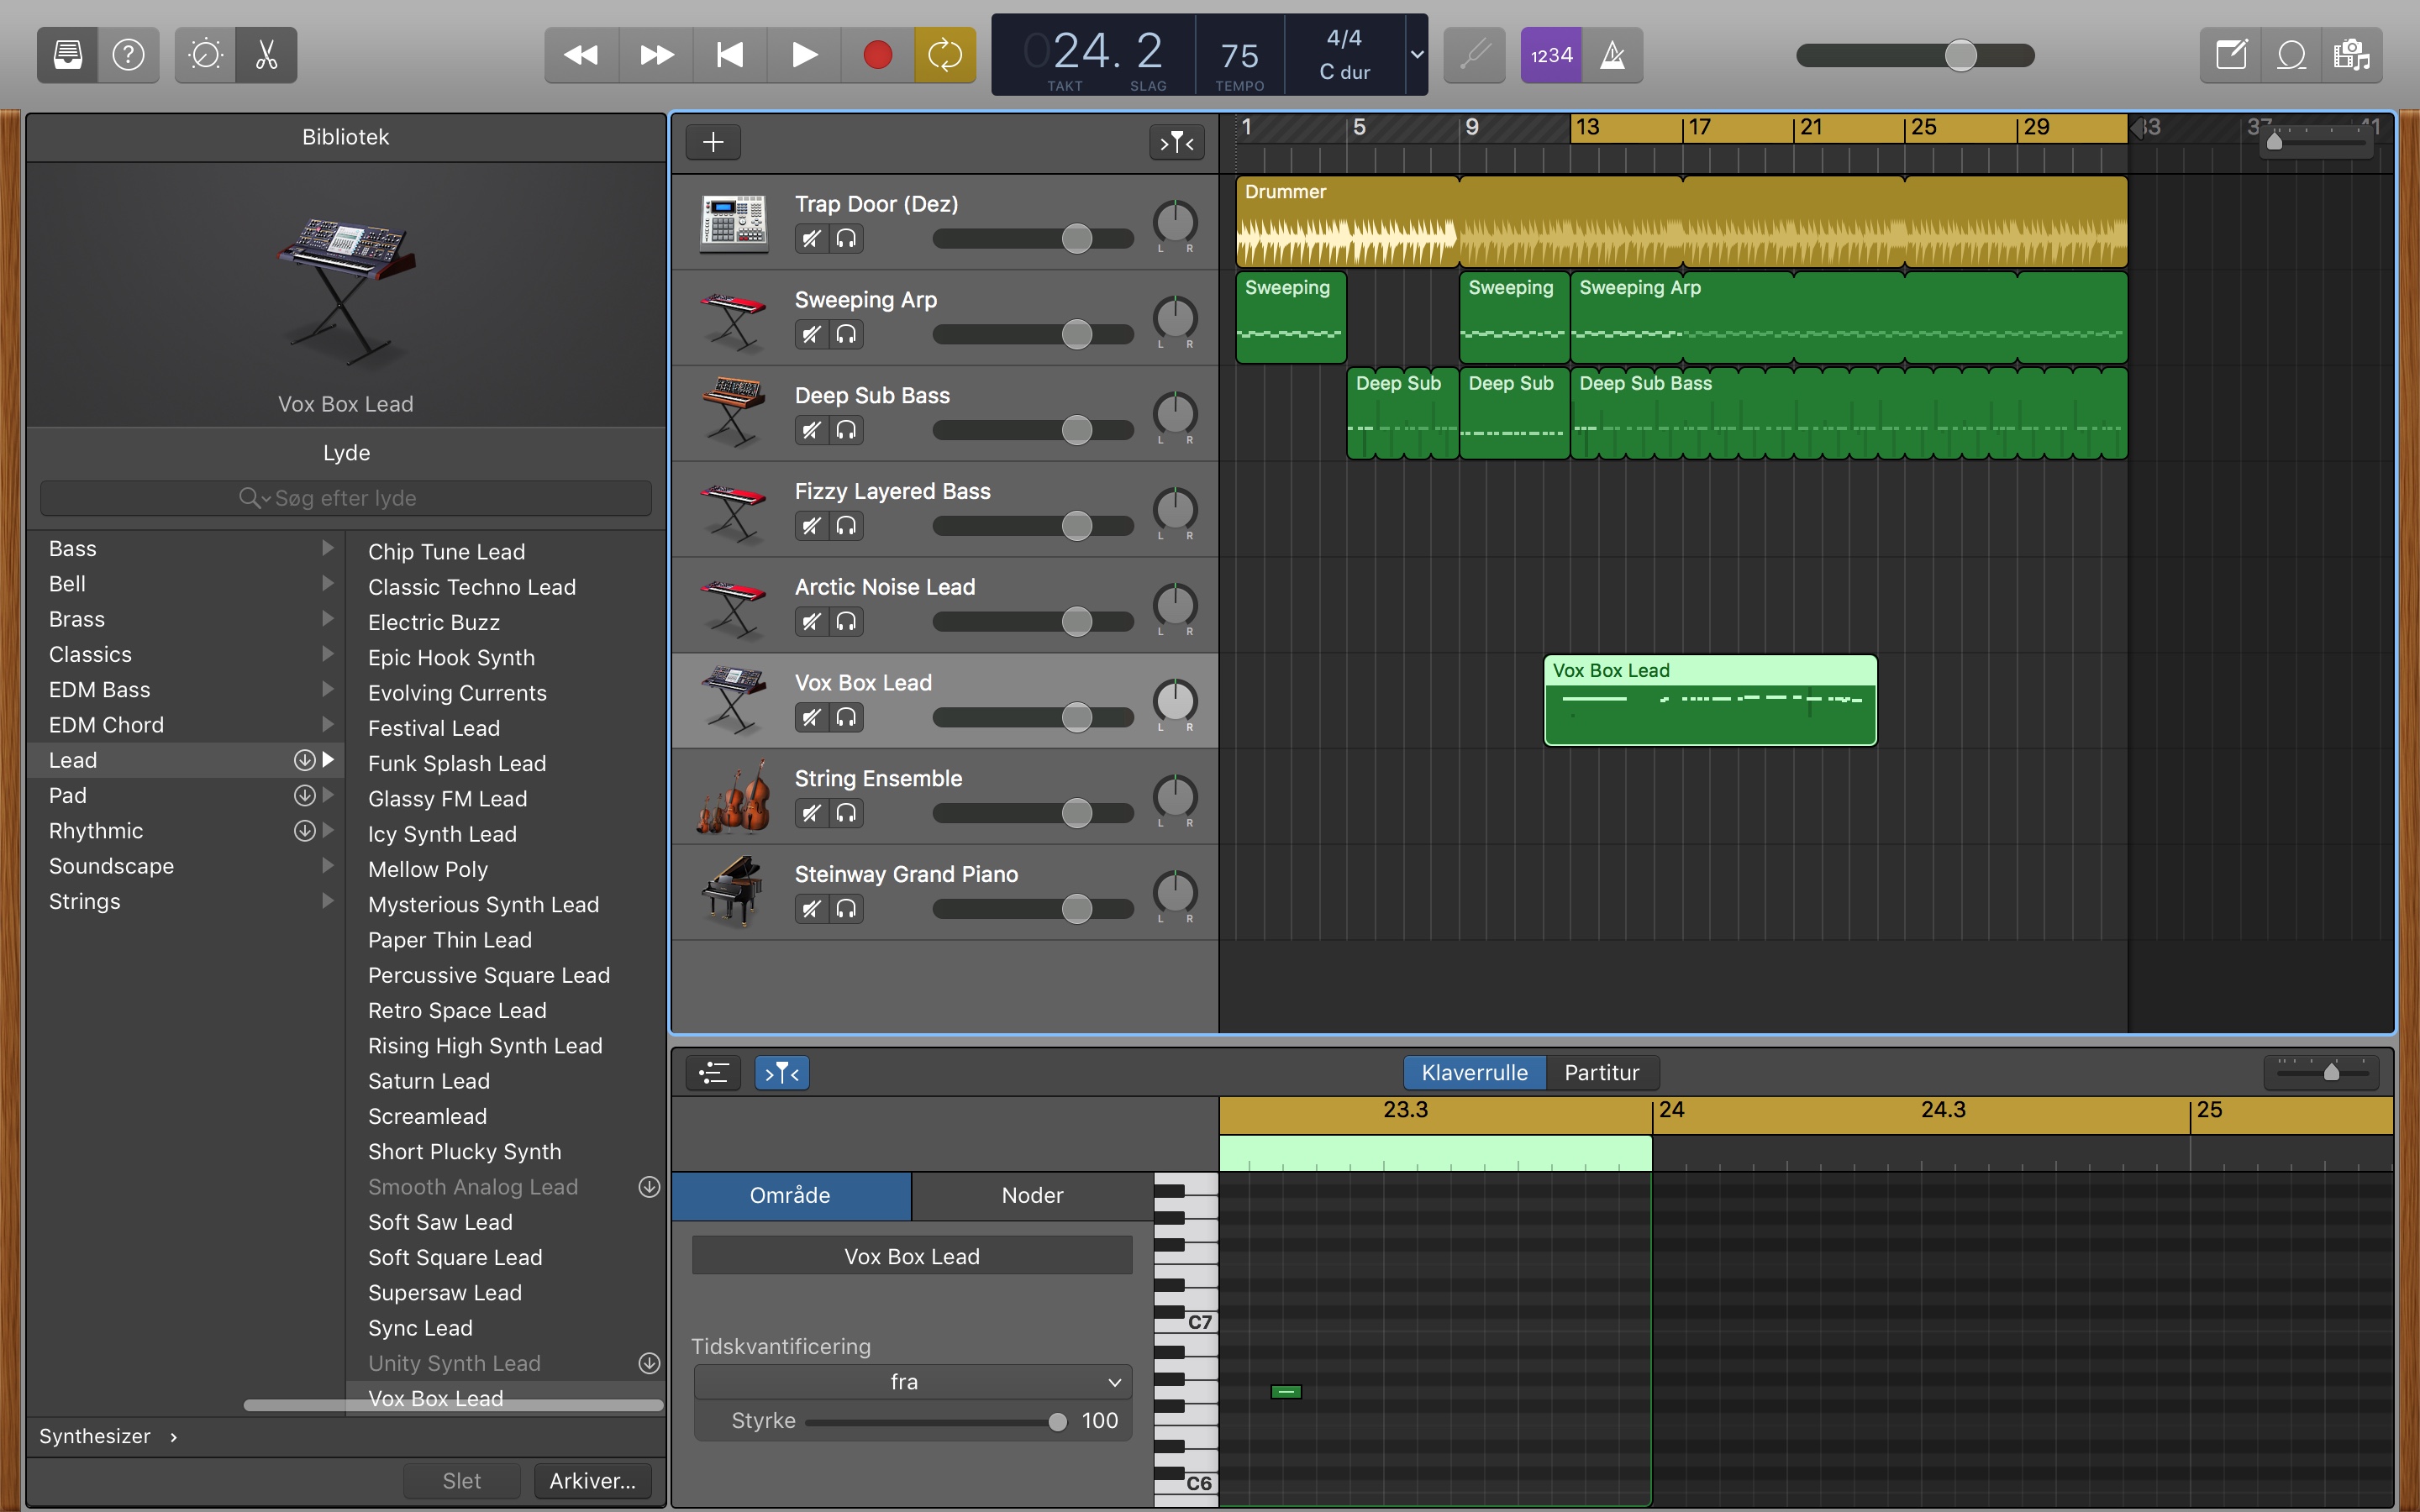 024. 2
75
4/4
C dur
TAKT
SLAG
TEMPO
1234
Bibliotek
Vox Box Lead
Lyde
Søg efter lyde
Bass
Bell
Brass
Classics
EDM Bass
EDM Chord
Lead
Pad
Rhythmic
Soundscape
Strings
Chip Tune Lead
Classic Techno Lead
Electric Buzz
Epic Hook Synth
Evolving Currents
Festival Lead
Funk Splash Lead
Glassy FM Lead
Icy Synth Lead
Mellow Poly
Mysterious Synth Lead
Paper Thin Lead
Percussive Square Lead
Retro Space Lead
Rising High Synth Lead
Saturn Lead
Screamlead
Short Plucky Synth
Smooth Analog Lead
Soft Saw Lead
Soft Square Lead
Supersaw Lead
Sync Lead
Unity Synth Lead
Vox Box Lead
Synthesizer ›
Slet
Arkiver...
1 5 9 13 17 21 25 29 33 37 41
Trap Door (Dez)
L R
Sweeping Arp
L R
Deep Sub Bass
L R
Fizzy Layered Bass
L R
Arctic Noise Lead
L R
Vox Box Lead
L R
String Ensemble
L R
Steinway Grand Piano
L R
Drummer
Sweeping
Sweeping
Sweeping Arp
Deep Sub
Deep Sub
Deep Sub Bass
Vox Box Lead
Klaverrulle
Partitur
23.3
24
24.3
25
Område
Noder
Vox Box Lead
Tidskvantificering
fra
Styrke
100
C7
C6